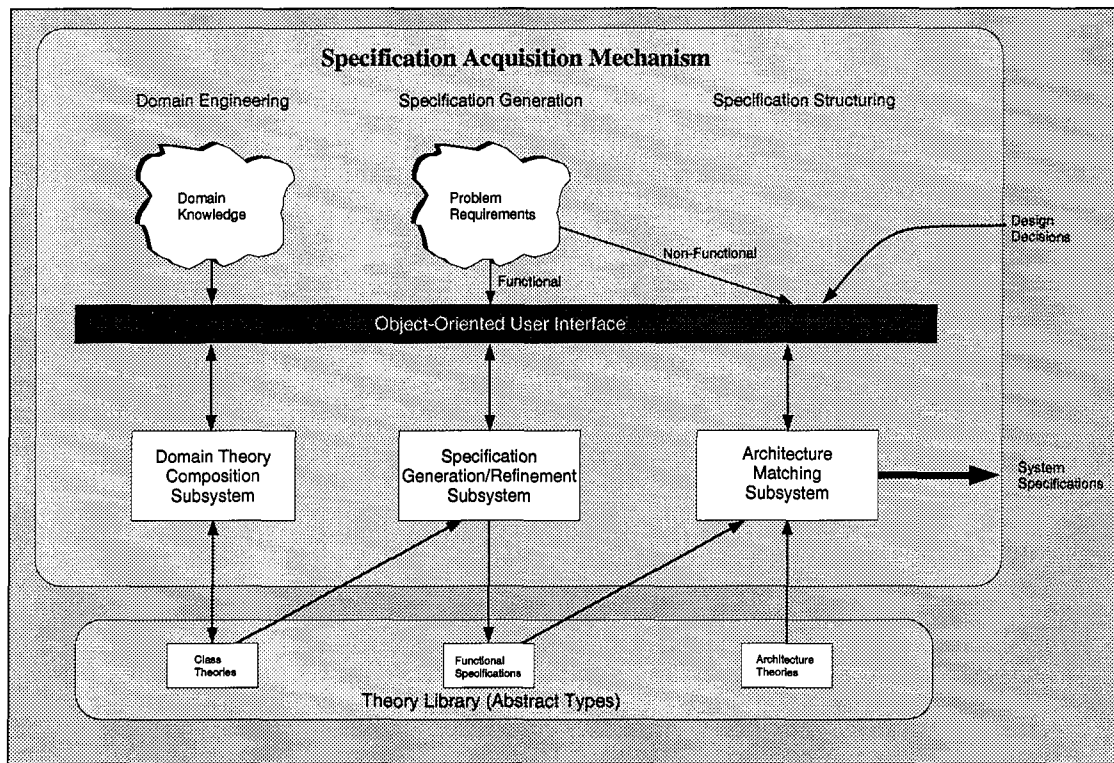 Specification Acquisition Mechanism
Domain Engineering
Specification Generation
Specification Structuring
Domain
Knowledge
Problem
Requirements
Design
Decisions
Non-Functional
Functional
Object-Oriented User Interface
Domain Theory
Composition
Subsystem
Specification
Generation/Refinement
Subsystem
Architecture
Matching
Subsystem
System
Specifications
Class
Theories
Functional
Specifications
Architecture
Theories
Theory Library (Abstract Types)